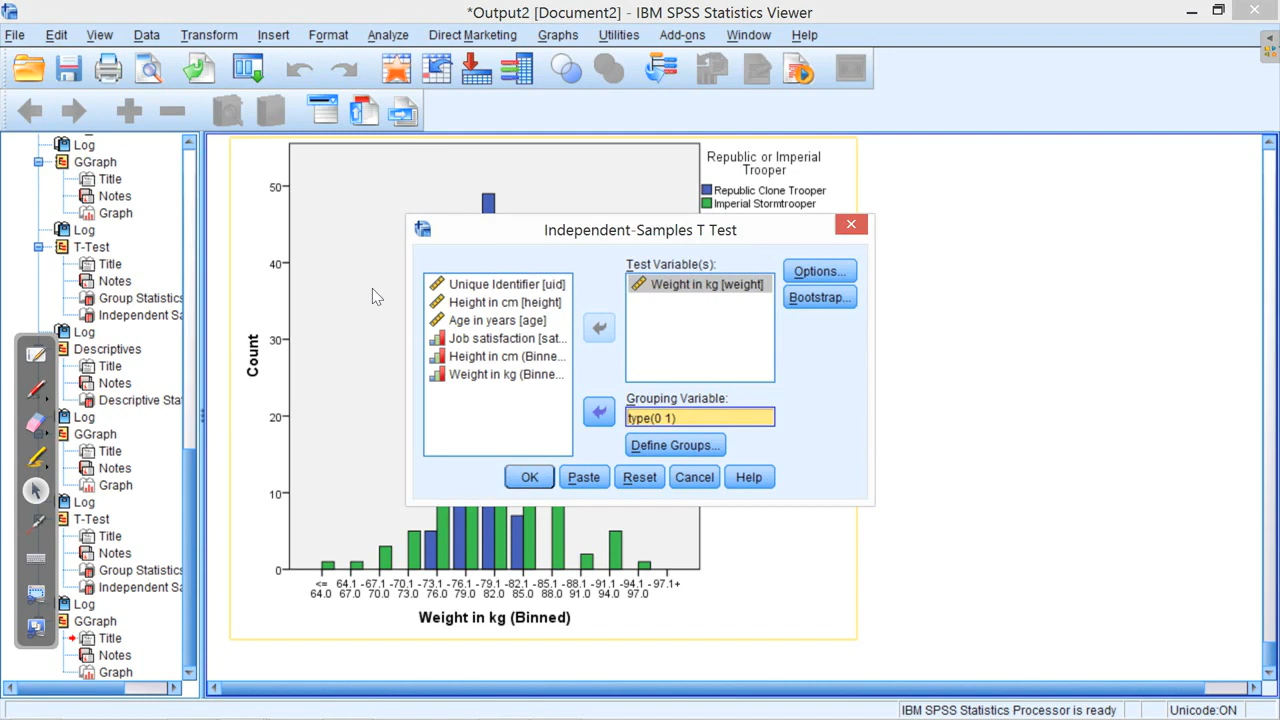 *Output2 [Document2] - IBM SPSS Statistics Viewer
File Edit View Data Transform Insert Format Analyze Direct Marketing Graphs Utilities Add-ons Window Help
Log
GGraph
Title
Notes
Graph
Log
T-Test
Title
Notes
Group Statistics
Independent Sa
Log
Descriptives
Title
Notes
Descriptive Sta
Log
GGraph
Title
Notes
Graph
Log
T-Test
Title
Notes
Group Statistics
Independent Sa
Log
GGraph
Title
Notes
Graph
Republic or Imperial
Trooper
Republic Clone Trooper
Imperial Stormtrooper
50
40
30
20
10
0
Count
<= 64.1 - 67.1 - 70.1 - 73.1 - 76.1 - 79.1 - 82.1 - 85.1 - 88.1 - 91.1 - 94.1 - 97.1+
64.0 67.0 70.0 73.0 76.0 79.0 82.0 85.0 88.0 91.0 94.0 97.0
Weight in kg (Binned)
Independent-Samples T Test
Unique Identifier [uid]
Height in cm [height]
Age in years [age]
Job satisfaction [sat...
Height in cm (Binne...
Weight in kg (Binne...
Test Variable(s):
Weight in kg [weight]
Options...
Bootstrap...
Grouping Variable:
type(0 1)
Define Groups...
OK Paste Reset Cancel Help
IBM SPSS Statistics Processor is ready
Unicode:ON